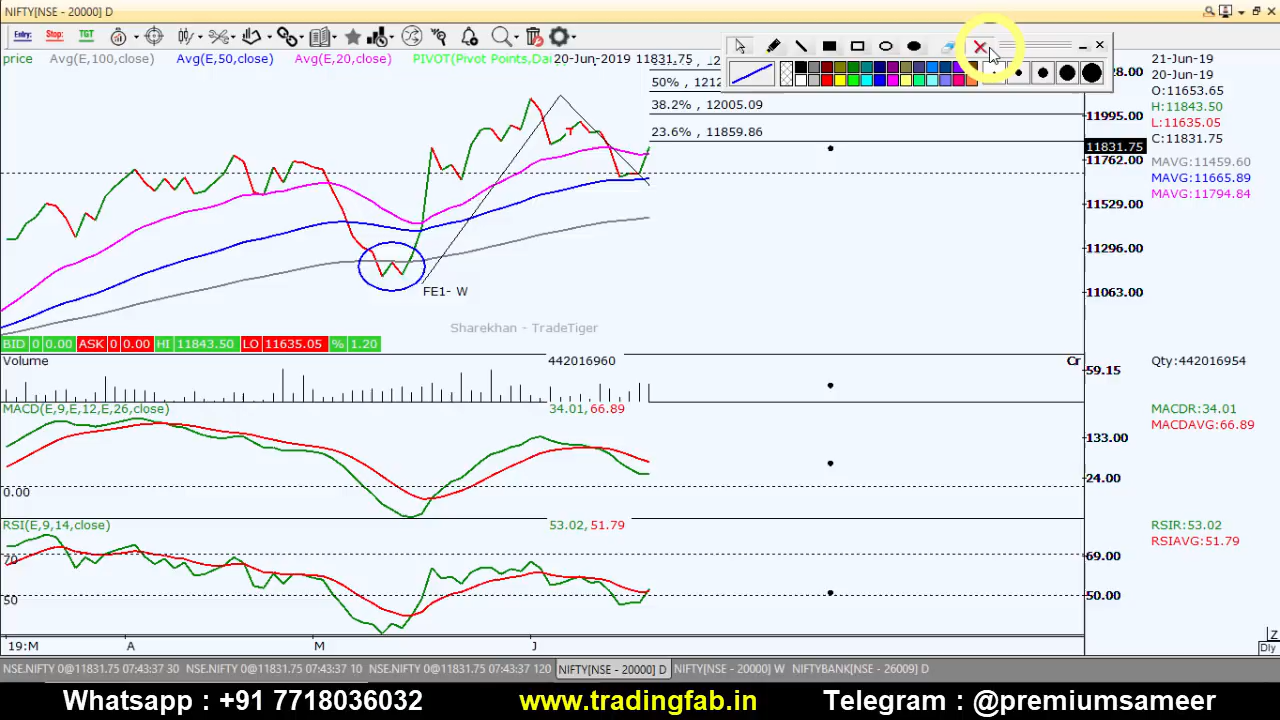 NIFTY[NSE - 20000] D
Entry: Stop: TGT
price Avg(E,100,close) Avg(E,50,close) Avg(E,20,close) PIVOT(Pivot Points,Dai 20-Jun-2019 11831.75,
50% , 1212
38.2% , 12005.09
23.6% , 11859.86
FE1- W
T
Sharekhan - TradeTiger
BID 0 0.00 ASK 0 0.00 HI 11843.50 LO 11635.05 % 1.20
28.00
11995.00
11831.75
11762.00
11529.00
11296.00
11063.00
21-Jun-19
20-Jun-19
O:11653.65
H:11843.50
L:11635.05
C:11831.75
MAVG:11459.60
MAVG:11665.89
MAVG:11794.84
Volume 442016960 Cr 59.15 Qty:442016954
MACD(E,9,E,12,E,26,close) 34.01,66.89 MACDR:34.01
MACDAVG:66.89
133.00
24.00
0.00
RSI(E,9,14,close) 53.02,51.79 RSIR:53.02
RSIAVG:51.79
70 69.00
50 50.00
19:M A M J Z
Dly
NSE.NIFTY 0@11831.75 07:43:37 30 NSE.NIFTY 0@11831.75 07:43:37 10 NSE.NIFTY 0@11831.75 07:43:37 120 NIFTY[NSE - 20000] D NIFTY[NSE - 20000] W NIFTYBANK[NSE - 26009] D
Whatsapp : +91 7718036032 www.tradingfab.in Telegram : @premiumsameer